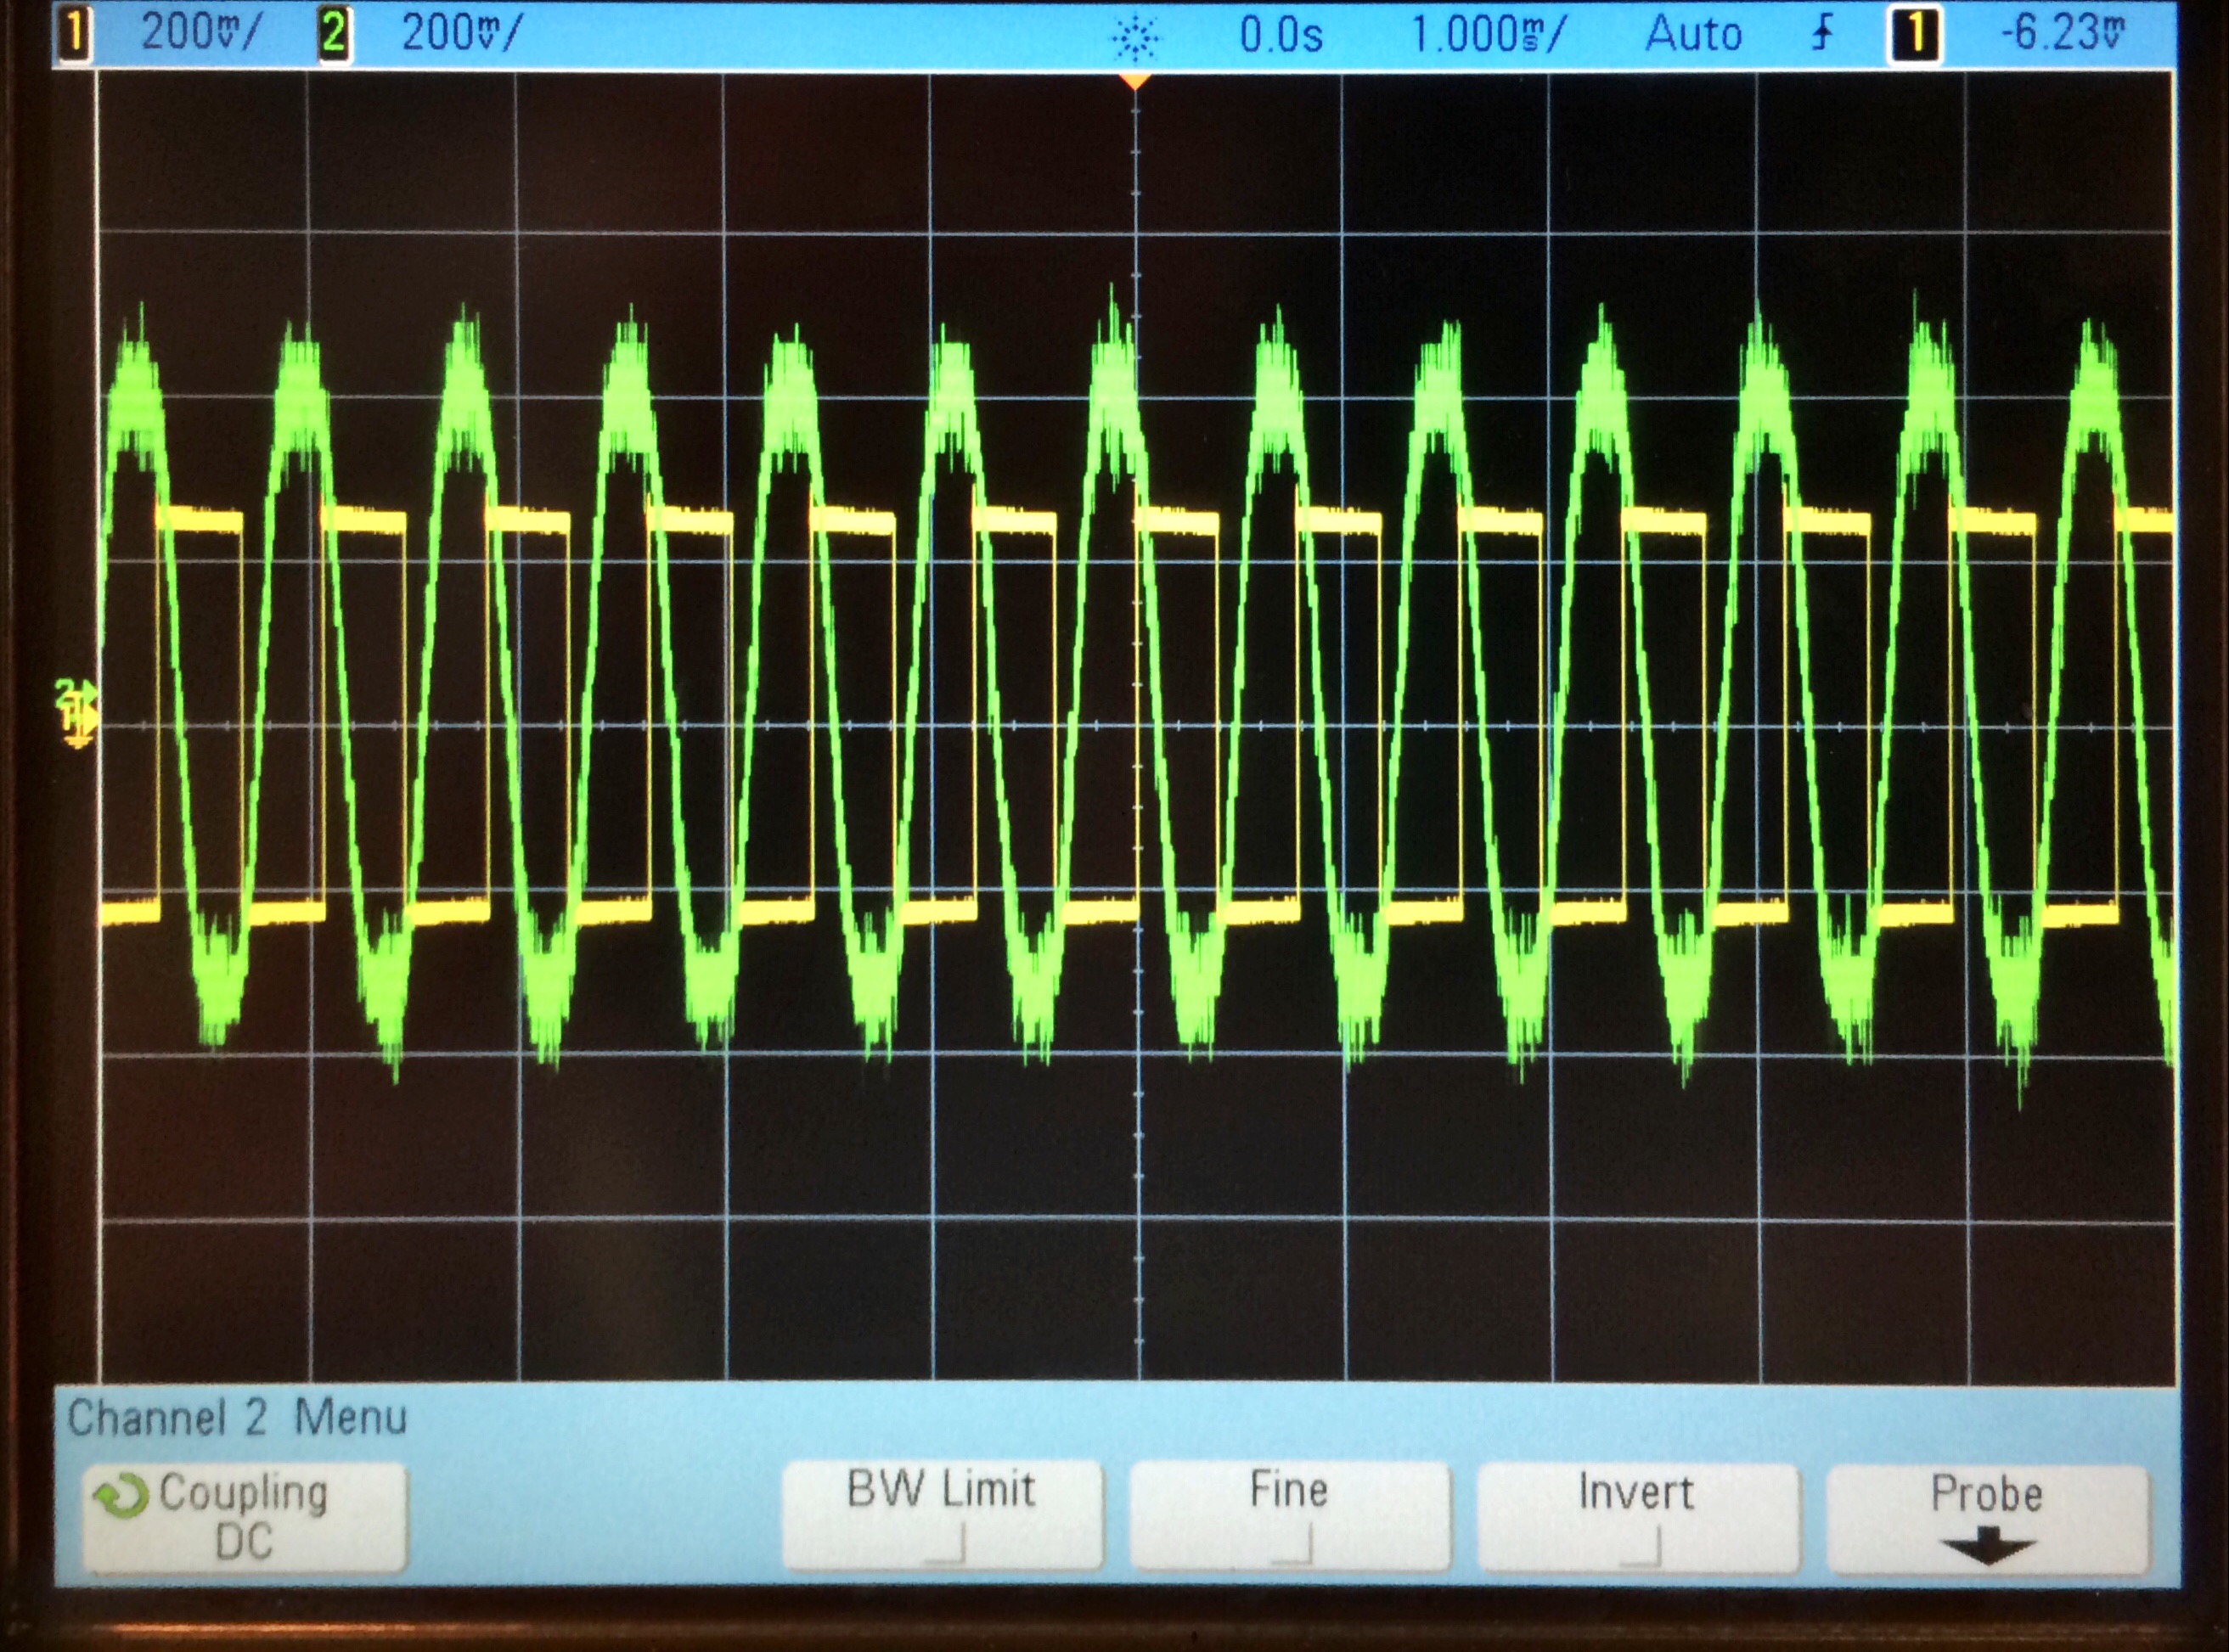 1 200mV/ 2 200mV/ 0.0s 1.000ms/ Auto 1 -6.23mV
2
1
Channel 2 Menu
Coupling
DC
BW Limit
Fine
Invert
Probe